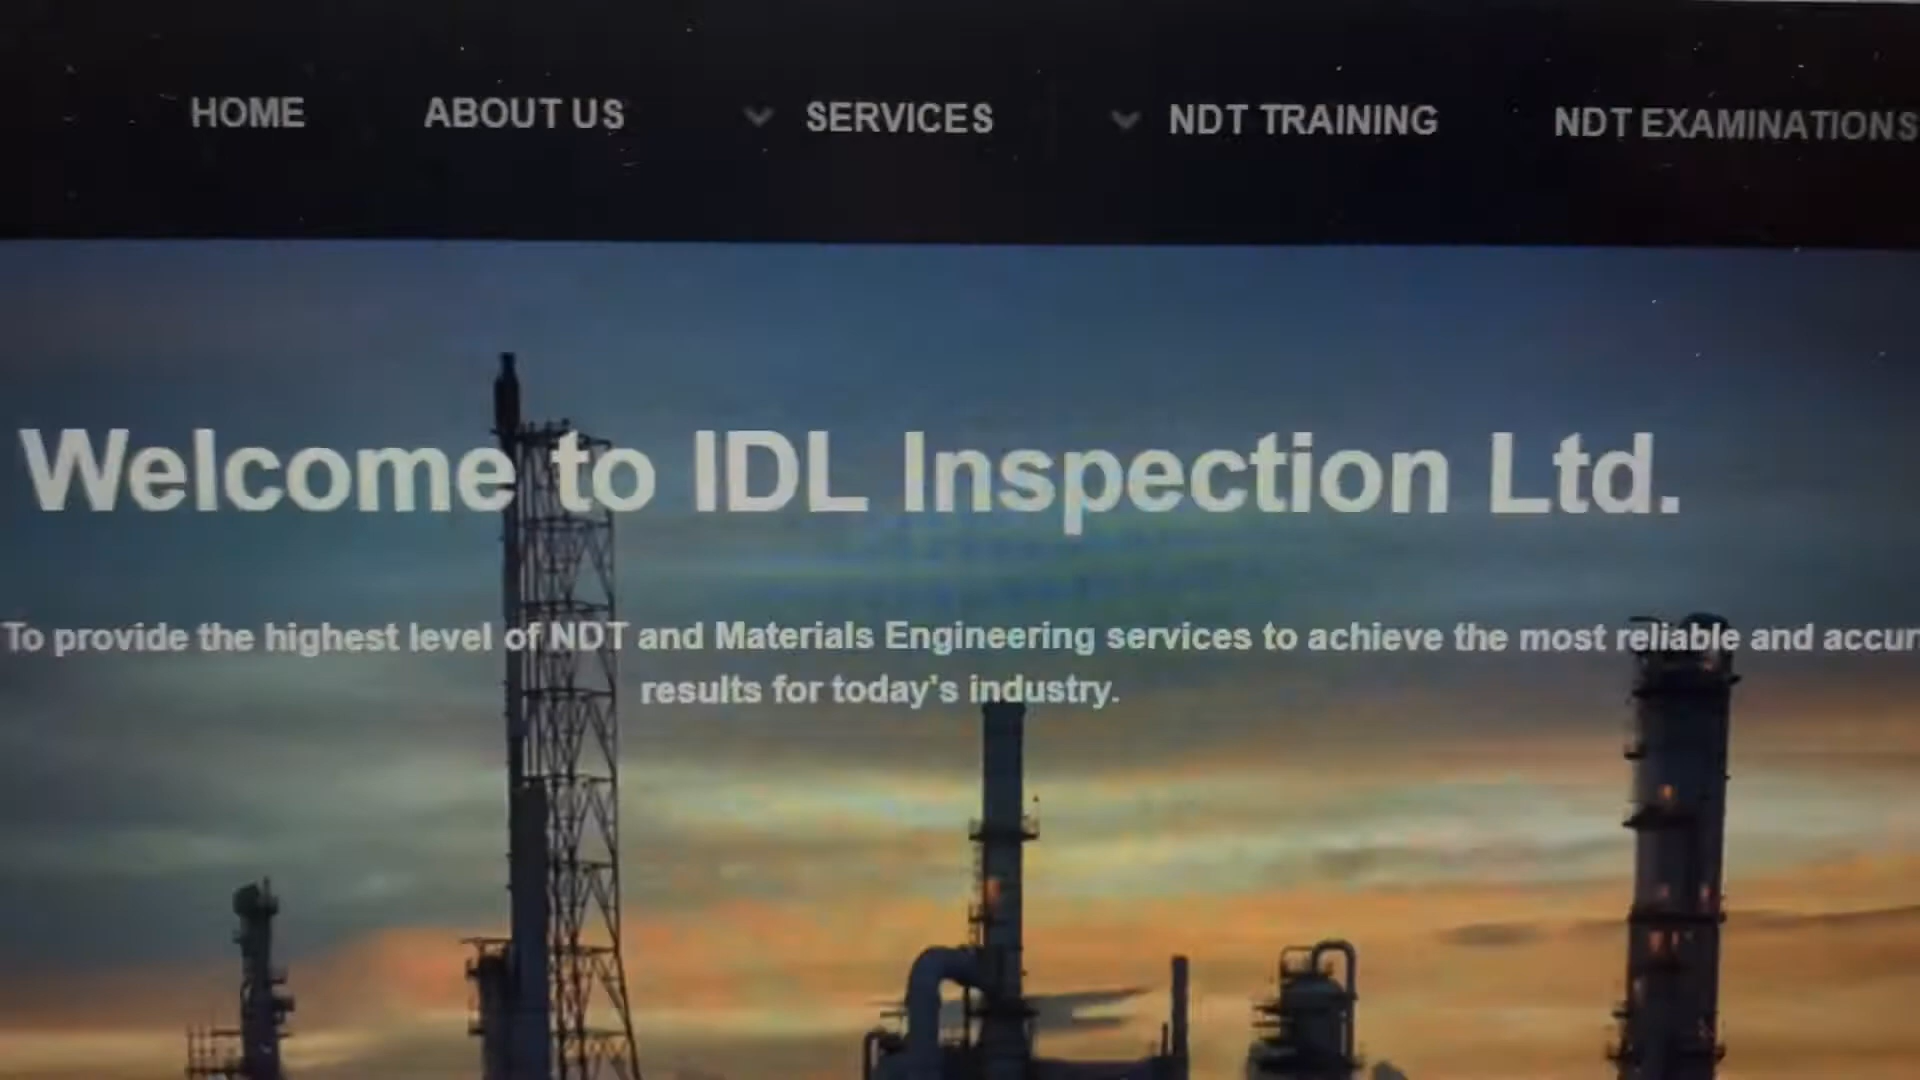 HOME ABOUT US SERVICES NDT TRAINING NDT EXAMINATIONS
Welcome to IDL Inspection Ltd.
To provide the highest level of NDT and Materials Engineering services to achieve the most reliable and
results for today's industry.